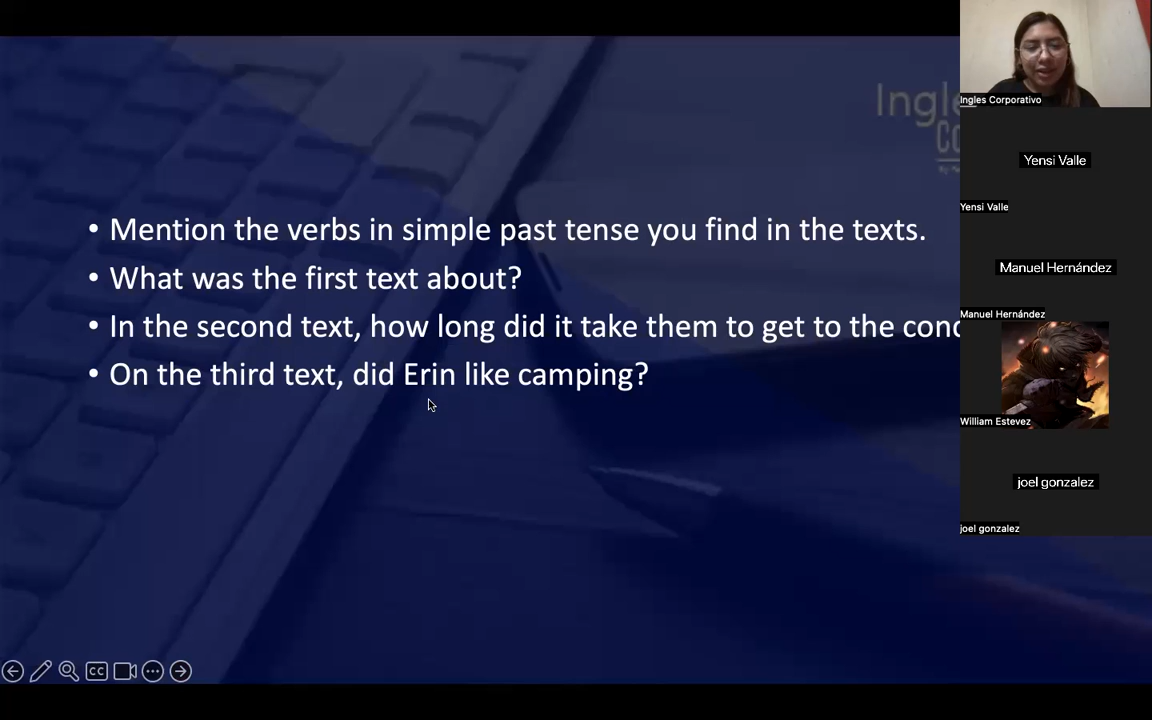 • Mention the verbs in simple past tense you find in the texts.
• What was the first text about?
• In the second text, how long did it take them to get to the conc
• On the third text, did Erin like camping?
Ingle
Co
Ingles Corporativo
Yensi Valle
Yensi Valle
Manuel Hernández
Manuel Hernández
William Estevez
joel gonzalez
joel gonzalez
CC